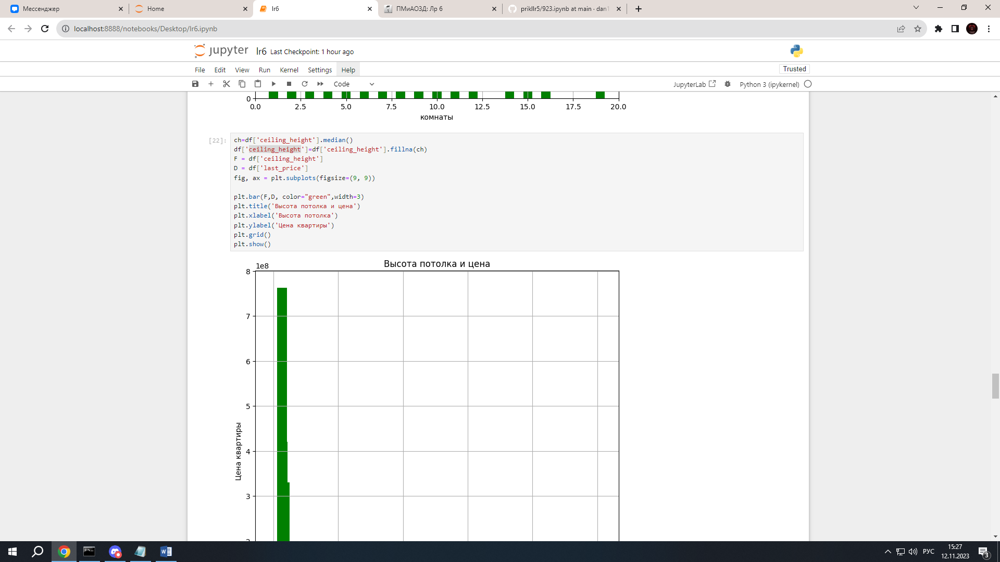 Мессенджер
Home
lr6
ПМиАОЗД: Лр 6
prikllr5/923.ipynb at main · dan1
localhost:8888/notebooks/Desktop/lr6.ipynb
jupyter lr6 Last Checkpoint: 1 hour ago
File Edit View Run Kernel Settings Help
Trusted
Code
JupyterLab
Python 3 (ipykernel)
0
0.0 2.5 5.0 7.5 10.0 12.5 15.0 17.5 20.0
комнаты
[22]:
ch=df['ceiling_height'].median()
df['ceiling_height']=df['ceiling_height'].fillna(ch)
F = df['ceiling_height']
D = df['last_price']
fig, ax = plt.subplots(figsize=(9, 9))
plt.bar(F,D, color="green",width=3)
plt.title('Высота потолка и цена')
plt.xlabel('Высота потолка')
plt.ylabel('Цена квартиры')
plt.grid()
plt.show()
Высота потолка и цена
1e8
8
7
6
5
4
3
Цена квартиры
РУС
15:27
12.11.2023
3